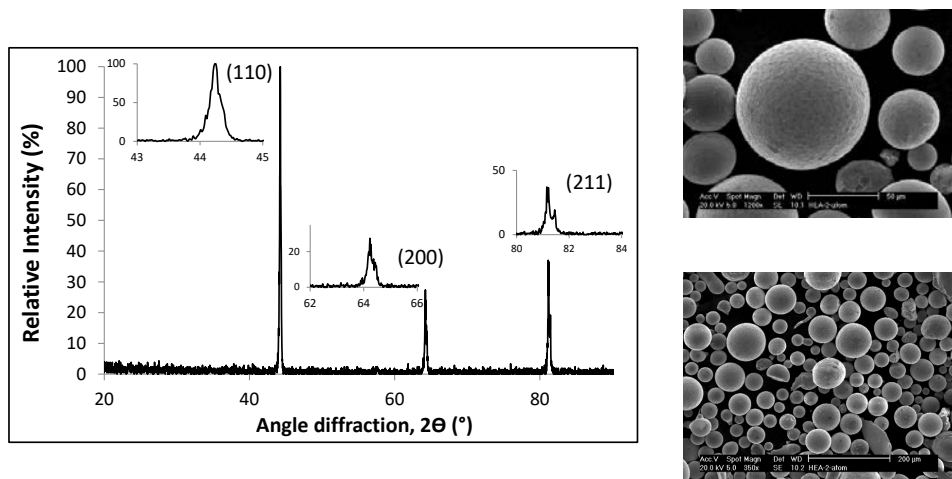 Relative Intensity (%)
100
90
80
70
60
50
40
30
20
10
0
20 40 60 80
Angle diffraction, 2Θ (°)
(110)
100
50
0
43 44 45
(200)
20
0
62 64 66
(211)
50
0
80 82 84
Acc.V Spot Magn Det WD 50 µm
20.0 kV 5.0 1200x SE 10.1 HEA-2-atom
Acc.V Spot Magn Det WD 200 µm
20.0 kV 5.0 350x SE 10.2 HEA-2-atom